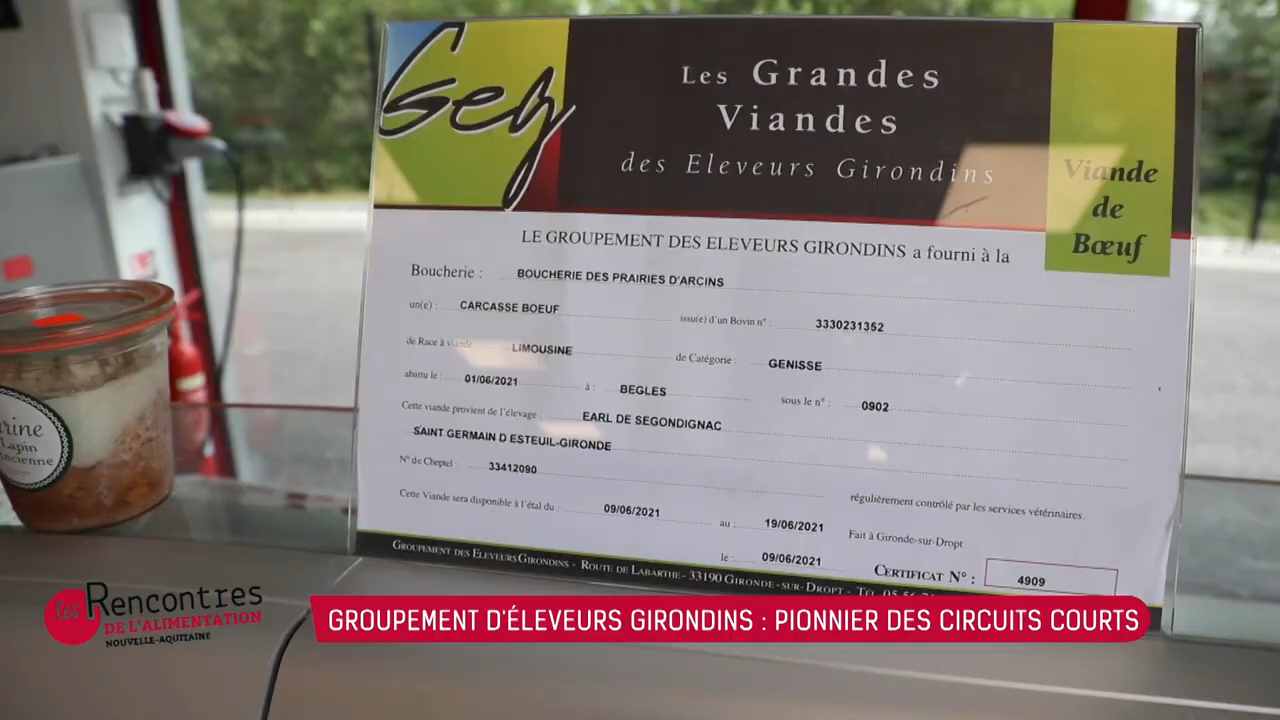 Geg
Les Grandes
Viandes
des Eleveurs Girondins
Viande
de
Bœuf
LE GROUPEMENT DES ELEVEURS GIRONDINS a fourni à la
Boucherie : BOUCHERIE DES PRAIRIES D'ARCINS
un(e) : CARCASSE BOEUF issu(e) d'un Bovin n° : 3330231352
de Race à viande LIMOUSINE de Catégorie : GENISSE
abattu le : 01/06/2021 à : BEGLES sous le n° : 0902
Cette viande provient de l'élevage : EARL DE SEGONDIGNAC
SAINT GERMAIN D ESTEUIL-GIRONDE
N° de Cheptel : 33412090
régulièrement contrôlé par les services vétérinaires.
Cette Viande sera disponible à l'étal du : 09/06/2021 au : 19/06/2021
Fait à Gironde-sur-Dropt
le : 09/06/2021
CERTIFICAT N° : 4909
GROUPEMENT DES ELEVEURS GIRONDINS - ROUTE DE LABARTHE - 33190 GIRONDE-SUR-DROPT - TÉL. 05 56
Lapin
les Rencontres
DE L'ALIMENTATION
NOUVELLE-AQUITAINE
GROUPEMENT D'ÉLEVEURS GIRONDINS : PIONNIER DES CIRCUITS COURTS